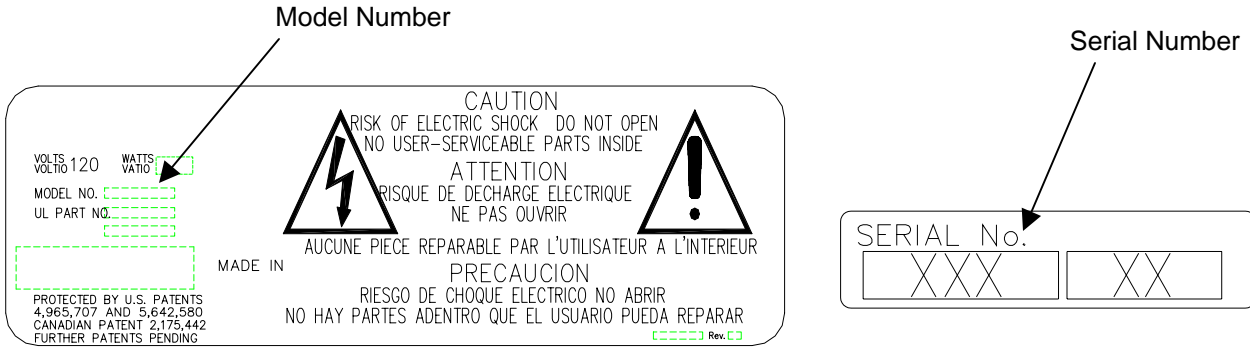 Model Number
Serial Number
VOLTS
VOLTIO 120
WATTS
VATIO
MODEL NO.
UL PART NO.
MADE IN
PROTECTED BY U.S. PATENTS
4,965,707 AND 5,642,580
CANADIAN PATENT 2,175,442
FURTHER PATENTS PENDING
CAUTION
RISK OF ELECTRIC SHOCK DO NOT OPEN
NO USER-SERVICEABLE PARTS INSIDE
ATTENTION
RISQUE DE DECHARGE ELECTRIQUE
NE PAS OUVRIR
AUCUNE PIECE REPARABLE PAR L'UTILISATEUR A L'INTERIEUR
PRECAUCION
RIESGO DE CHOQUE ELECTRICO NO ABRIR
NO HAY PARTES ADENTRO QUE EL USUARIO PUEDA REPARAR
Rev.
SERIAL No.
XXX XX